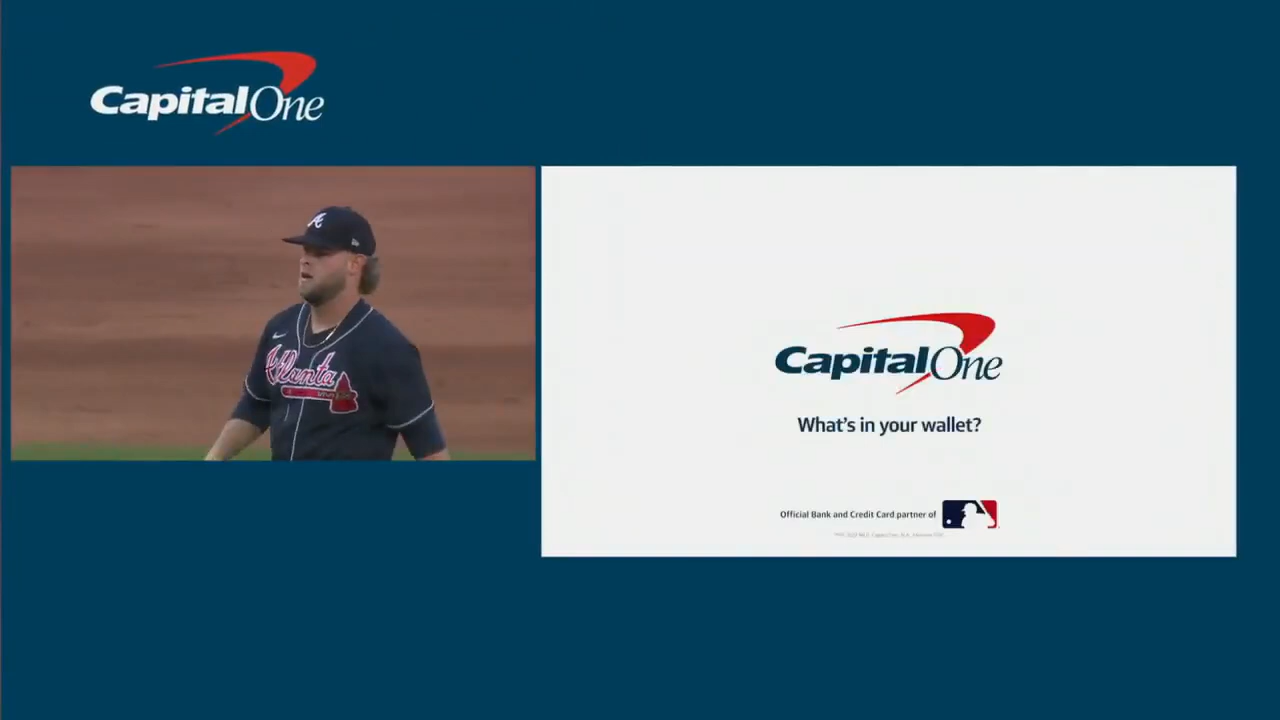 Capital One
A
Atlanta
Capital One
What's in your wallet?
Official Bank and Credit Card partner of